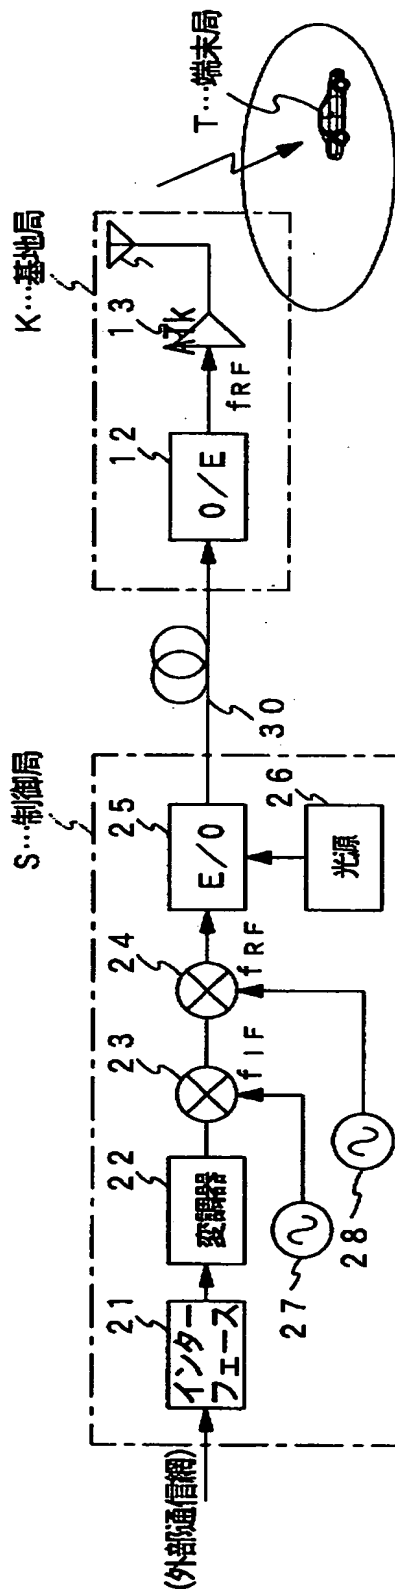 (外部通信網)
S…制御局
21
インター
フェース
22
変調器
23
fIF
24
fRF
25
E/O
26
光源
27
28
30
K…基地局
12
O/E
fRF
13
T…端末局